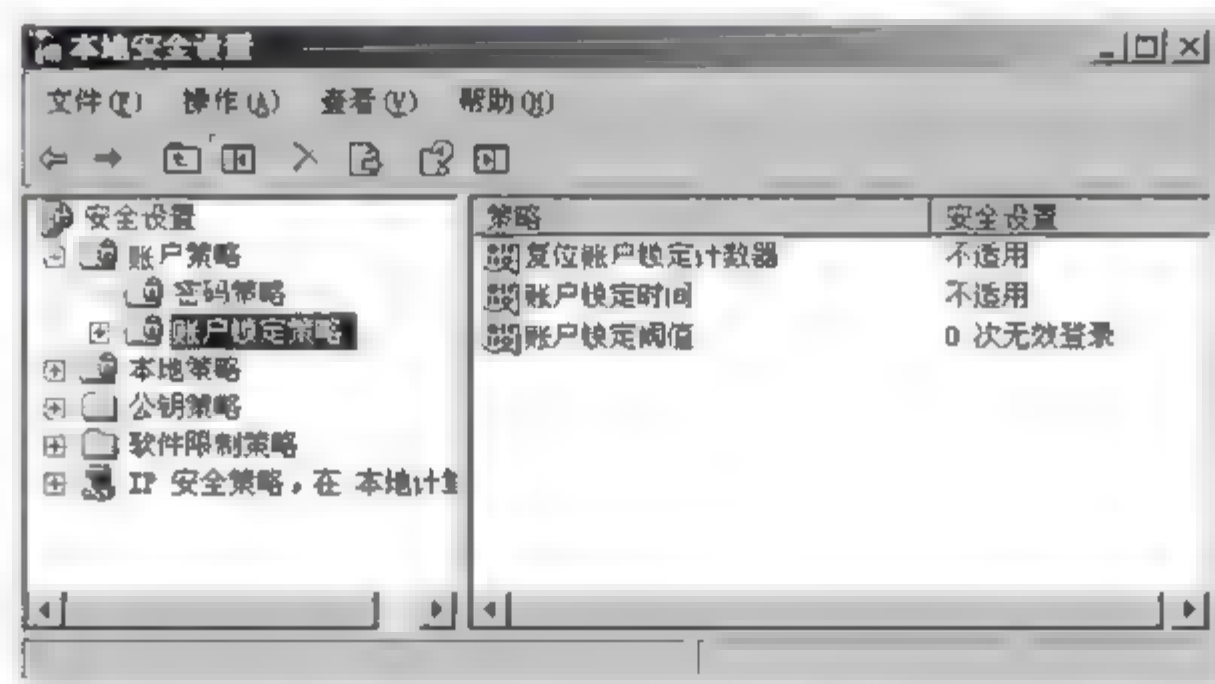 本地安全设置
文件(F) 操作(A) 查看(V) 帮助(H)
安全设置
账户策略
密码策略
账户锁定策略
本地策略
公钥策略
软件限制策略
IP 安全策略，在 本地计算
策略 安全设置
复位账户锁定计数器 不适用
账户锁定时间 不适用
账户锁定阈值 0 次无效登录